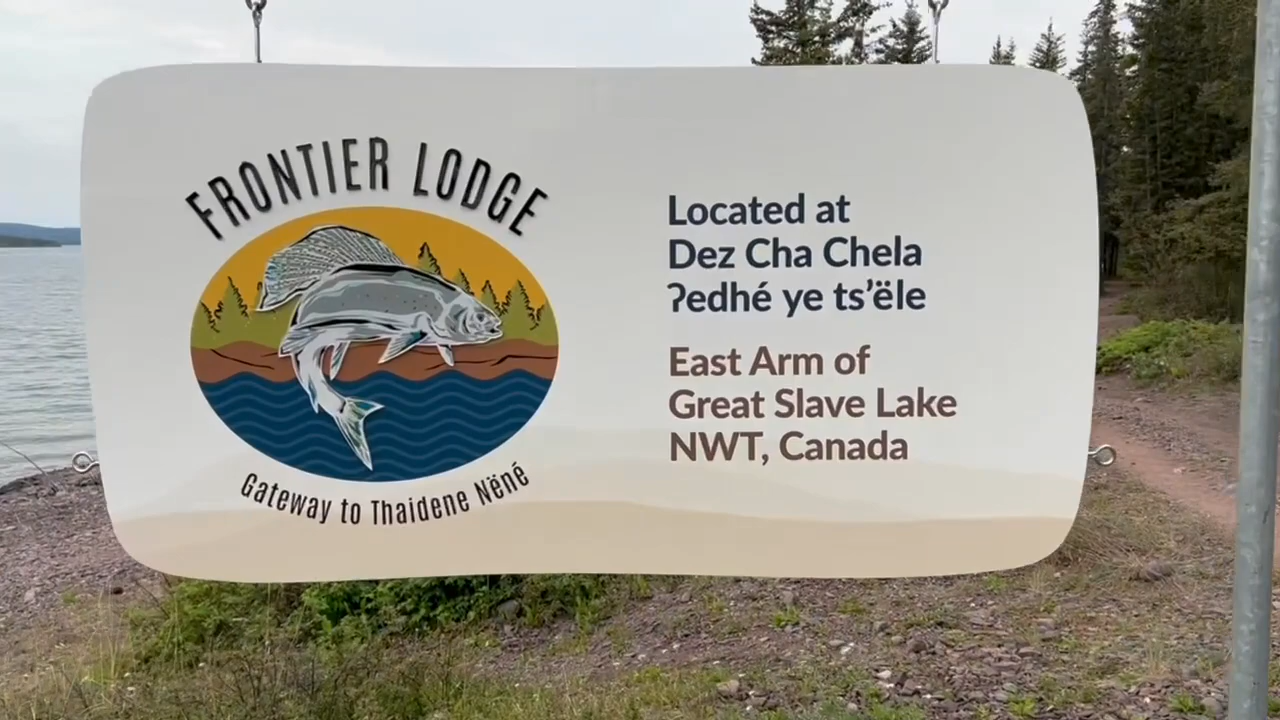 FRONTIER LODGE
Gateway to Thaidene Nëné
Located at
Dez Cha Chela
Ɂedhé ye ts’ële
East Arm of
Great Slave Lake
NWT, Canada